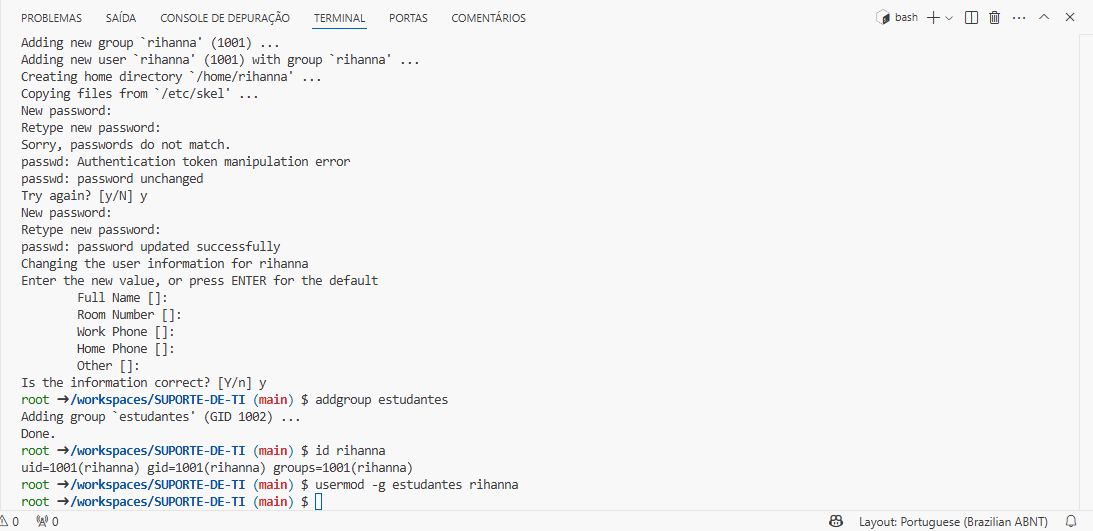 PROBLEMAS SAÍDA CONSOLE DE DEPURAÇÃO TERMINAL PORTAS COMENTÁRIOS bash
Adding new group `rihanna' (1001) ...
Adding new user `rihanna' (1001) with group `rihanna' ...
Creating home directory `/home/rihanna' ...
Copying files from `/etc/skel' ...
New password:
Retype new password:
Sorry, passwords do not match.
passwd: Authentication token manipulation error
passwd: password unchanged
Try again? [y/N] y
New password:
Retype new password:
passwd: password updated successfully
Changing the user information for rihanna
Enter the new value, or press ENTER for the default
Full Name []:
Room Number []:
Work Phone []:
Home Phone []:
Other []:
Is the information correct? [Y/n] y
root ➜/workspaces/SUPORTE-DE-TI (main) $ addgroup estudantes
Adding group `estudantes' (GID 1002) ...
Done.
root ➜/workspaces/SUPORTE-DE-TI (main) $ id rihanna
uid=1001(rihanna) gid=1001(rihanna) groups=1001(rihanna)
root ➜/workspaces/SUPORTE-DE-TI (main) $ usermod -g estudantes rihanna
root ➜/workspaces/SUPORTE-DE-TI (main) $
0 0 Layout: Portuguese (Brazilian ABNT)